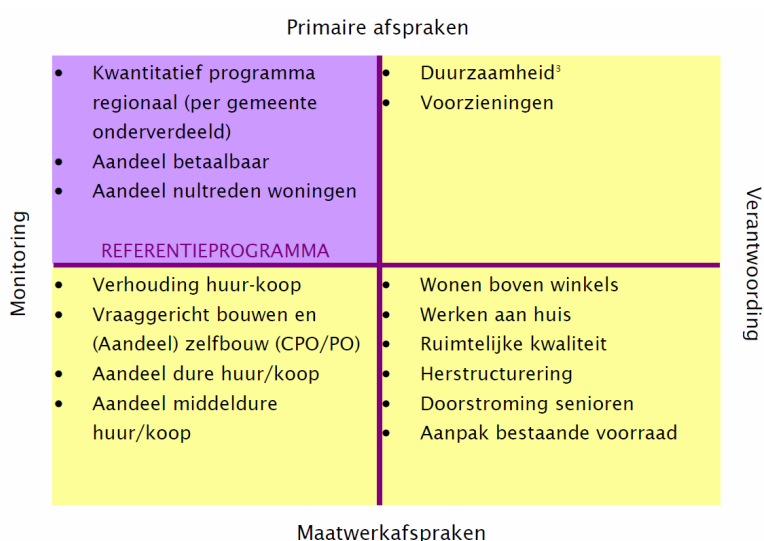 Primaire afspraken
• Kwantitatief programma
regionaal (per gemeente
onderverdeeld)
• Aandeel betaalbaar
• Aandeel nultreden woningen
REFERENTIEPROGRAMMA
• Duurzaamheid³
• Voorzieningen
Monitoring
Verantwoording
• Verhouding huur-koop
• Vraaggericht bouwen en
(Aandeel) zelfbouw (CPO/PO)
• Aandeel dure huur/koop
• Aandeel middeldure
huur/koop
• Wonen boven winkels
• Werken aan huis
• Ruimtelijke kwaliteit
• Herstructurering
• Doorstroming senioren
• Aanpak bestaande voorraad
Maatwerkafspraken